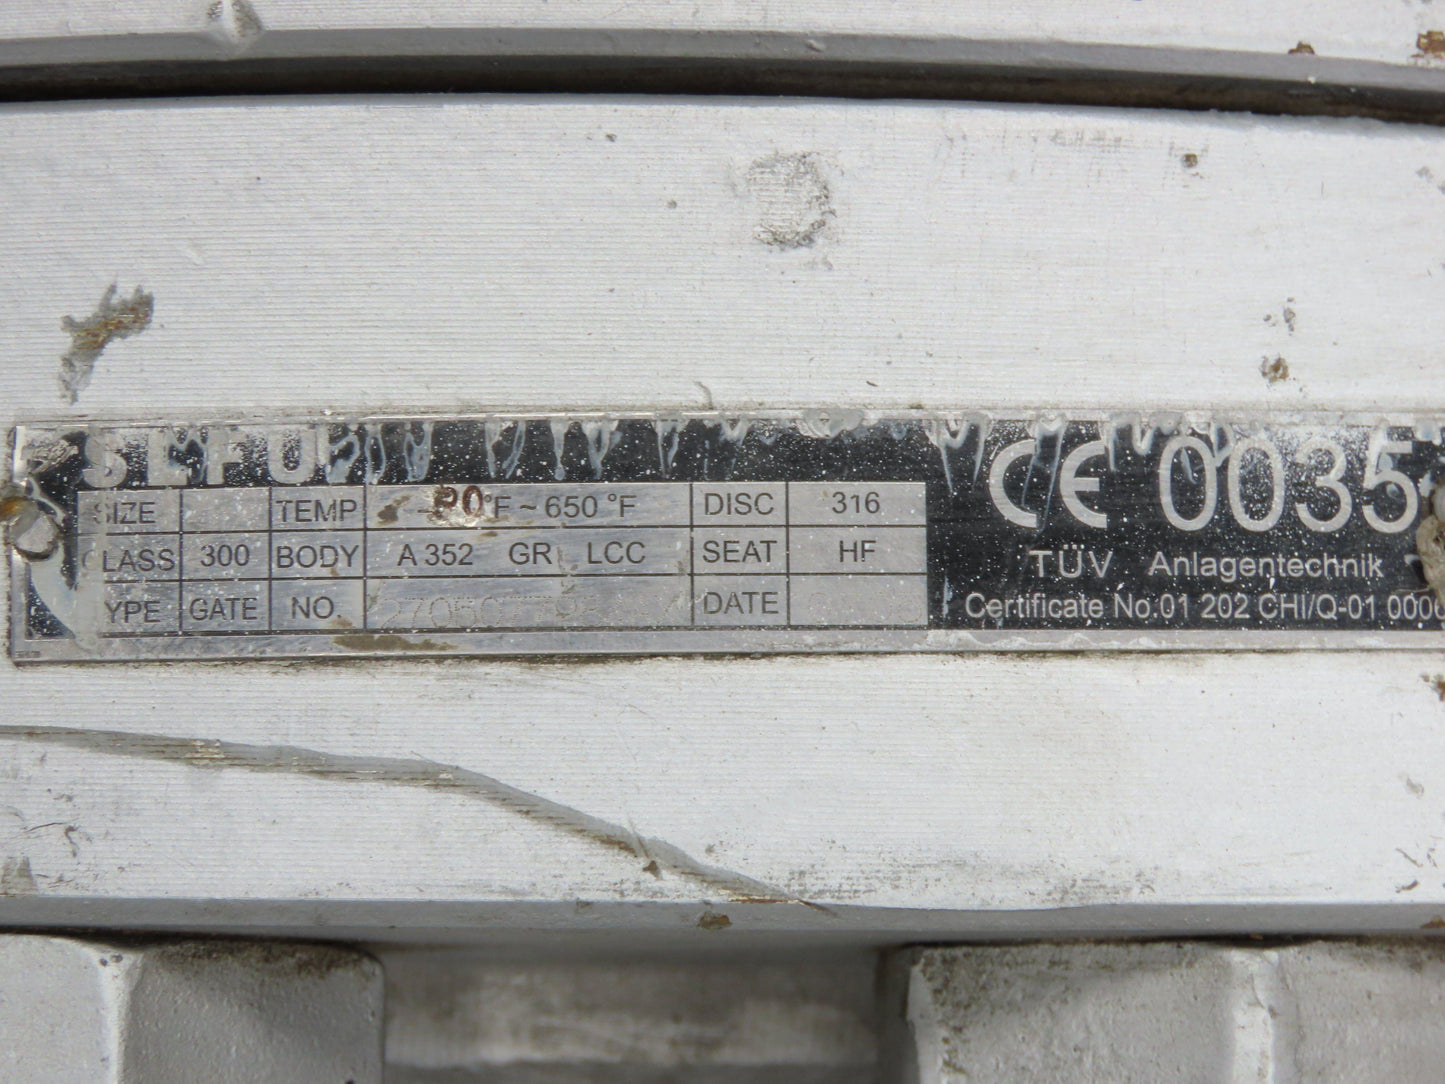 CE 0035
SIZE TEMP °F ~ 650 °F DISC 316
CLASS 300 BODY A 352 GR LCC SEAT HF
TYPE GATE NO. DATE
TÜV Anlagentechnik
Certificate No.01 202 CHI/Q-01